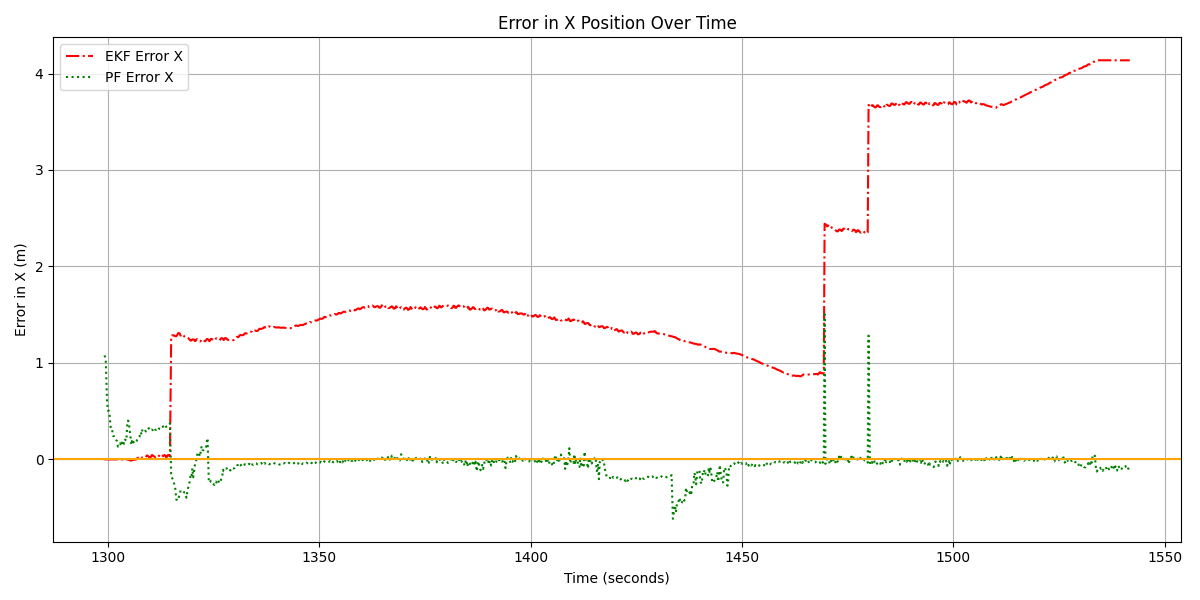 Error in X Position Over Time
EKF Error X
PF Error X
Error in X (m)
4
3
2
1
0
1300 1350 1400 1450 1500 1550
Time (seconds)